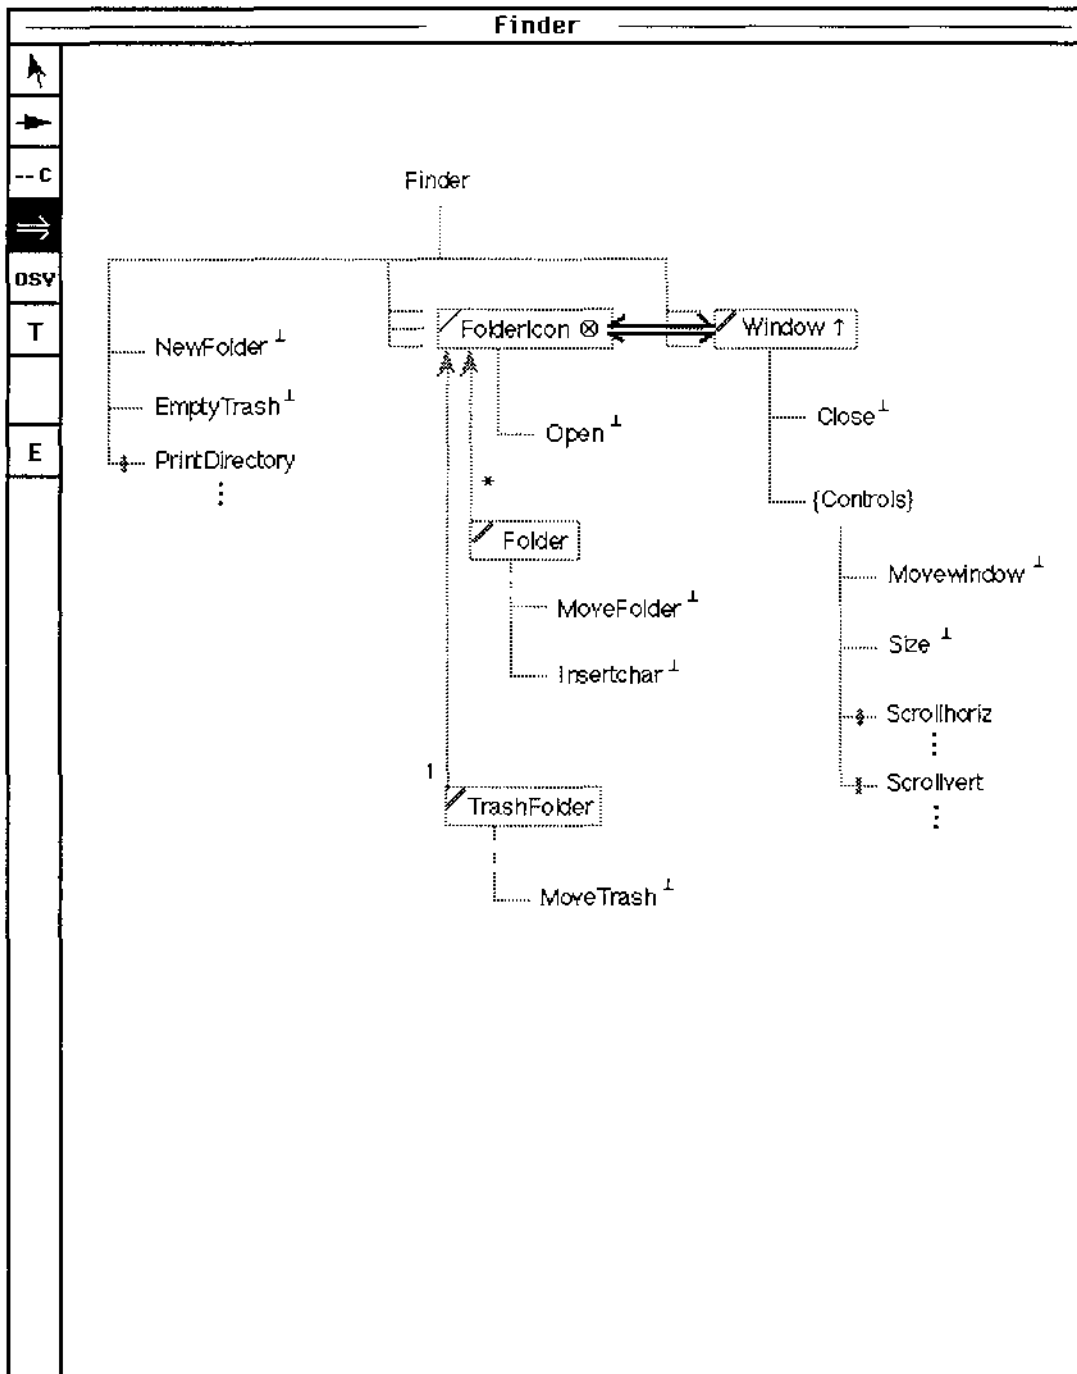 Finder
-- C
OSY
T
E
Finder
FolderIcon ⊗
Window ↑
NewFolder ⊥
EmptyTrash ⊥
PrintDirectory
⋮
Open ⊥
Close ⊥
*
{Controls}
Folder
MoveFolder ⊥
Insertchar ⊥
Movewindow ⊥
Size ⊥
Scrollhoriz
⋮
Scrollvert
⋮
1
TrashFolder
MoveTrash ⊥